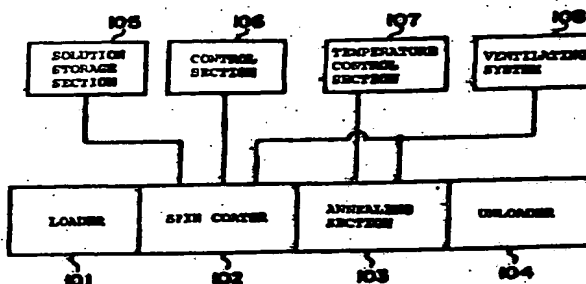 105
106
107
108
SOLUTION
STORAGE
SECTION
CONTROL
SECTION
TEMPERATURE
CONTROL
SECTION
VENTILATING
SYSTEM
LOADER
SPIN COATER
ANNEALING
SECTION
UNLOADER
101
102
103
104